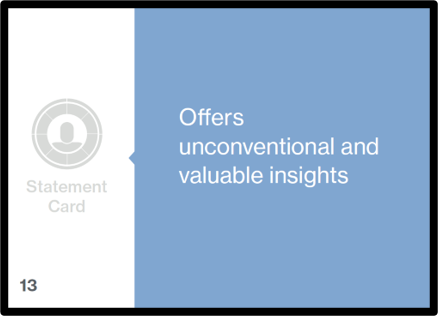 Offers
unconventional and
valuable insights
Statement
Card
13